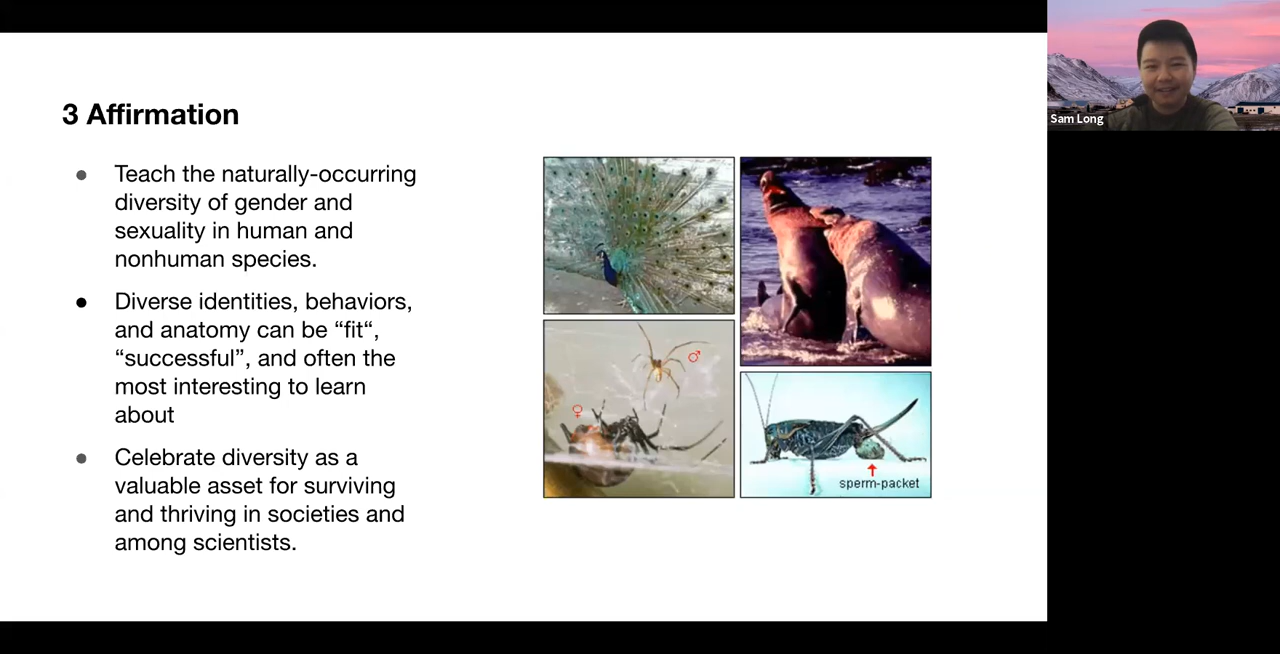 3 Affirmation
Teach the naturally-occurring
diversity of gender and
sexuality in human and
nonhuman species.
Diverse identities, behaviors,
and anatomy can be “fit“,
“successful”, and often the
most interesting to learn
about
Celebrate diversity as a
valuable asset for surviving
and thriving in societies and
among scientists.
♂
♀
sperm-packet
Sam Long